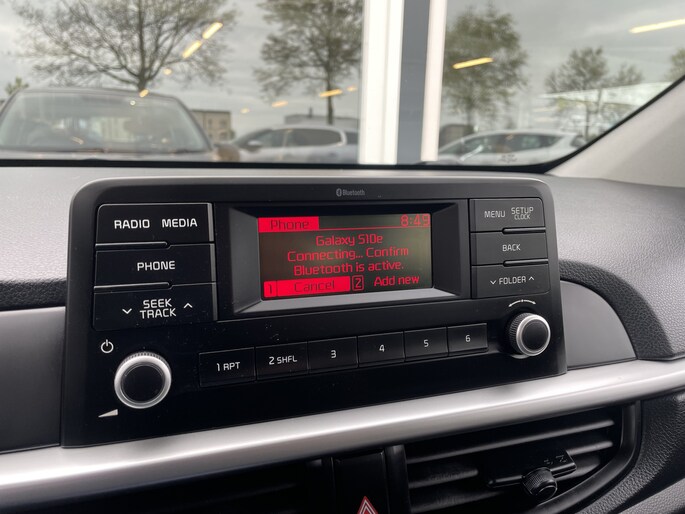 Bluetooth
RADIO MEDIA
PHONE
SEEK
TRACK
Phone 8:49
Galaxy S10e
Connecting... Confirm
Bluetooth is active.
1 Cancel 2 Add new
MENU SETUP
CLOCK
BACK
FOLDER
1 RPT 2 SHFL 3 4 5 6